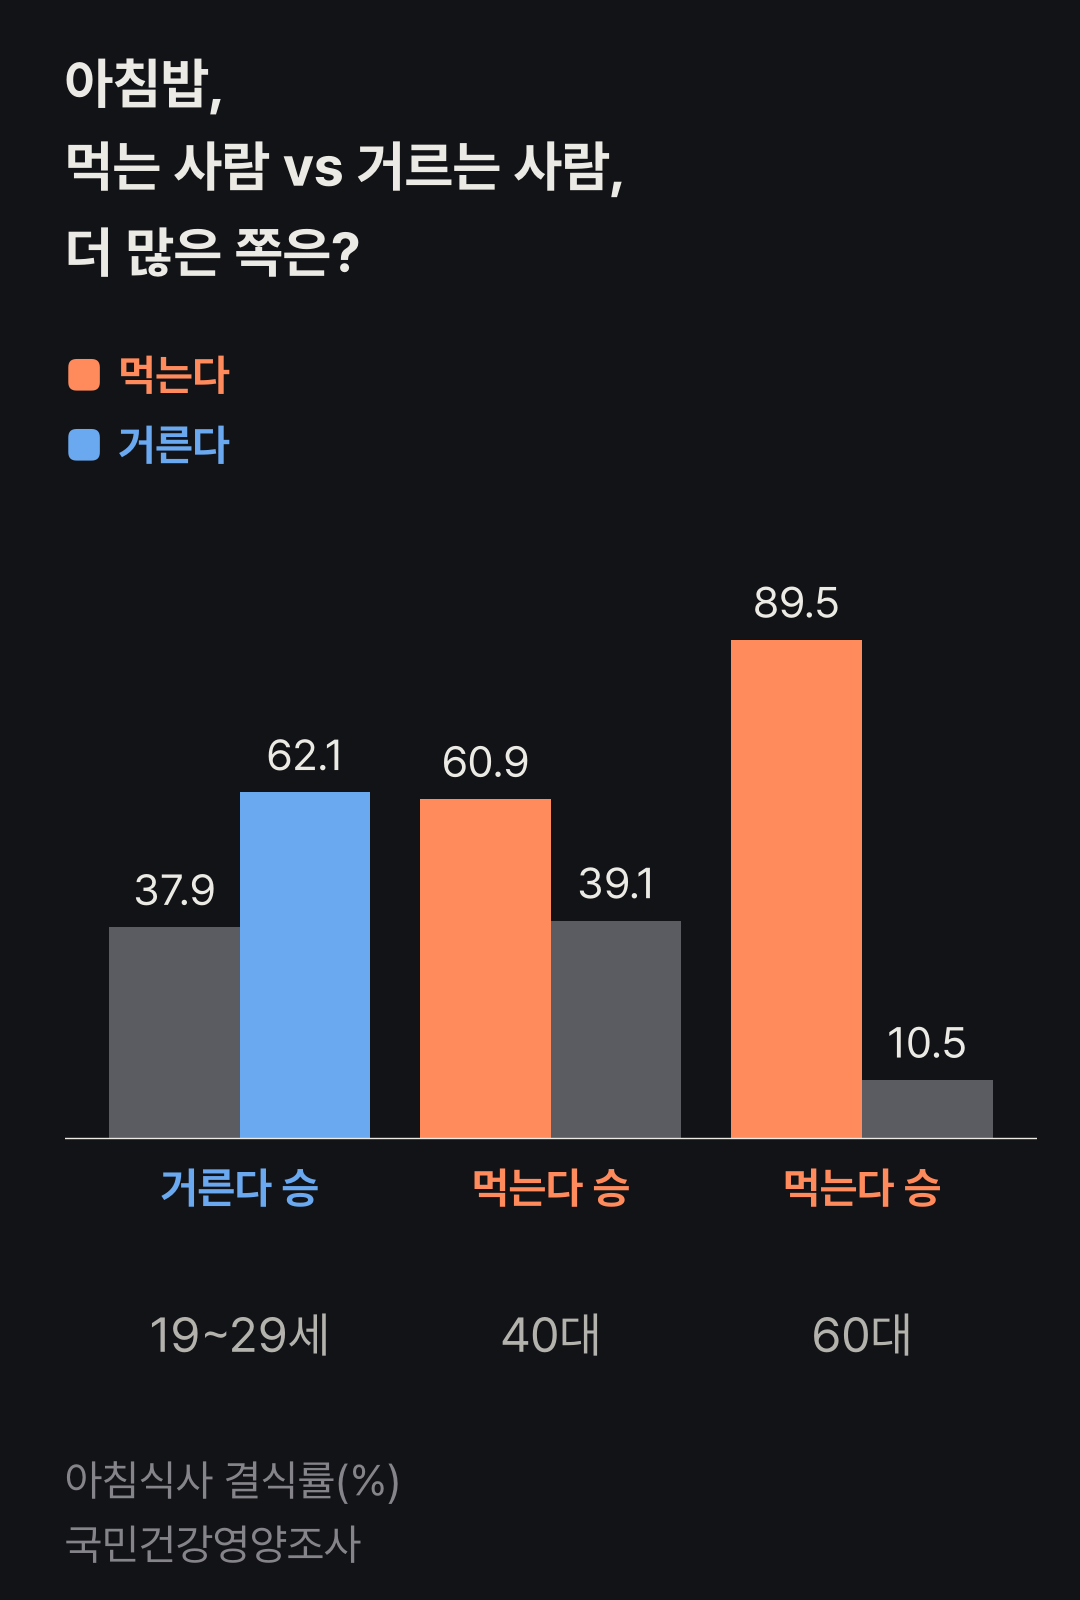 아침밥,
먹는 사람 vs 거르는 사람,
더 많은 쪽은?
먹는다
거른다
37.9
62.1
60.9
39.1
89.5
10.5
거른다 승
먹는다 승
먹는다 승
19~29세
40대
60대
아침식사 결식률(%)
국민건강영양조사